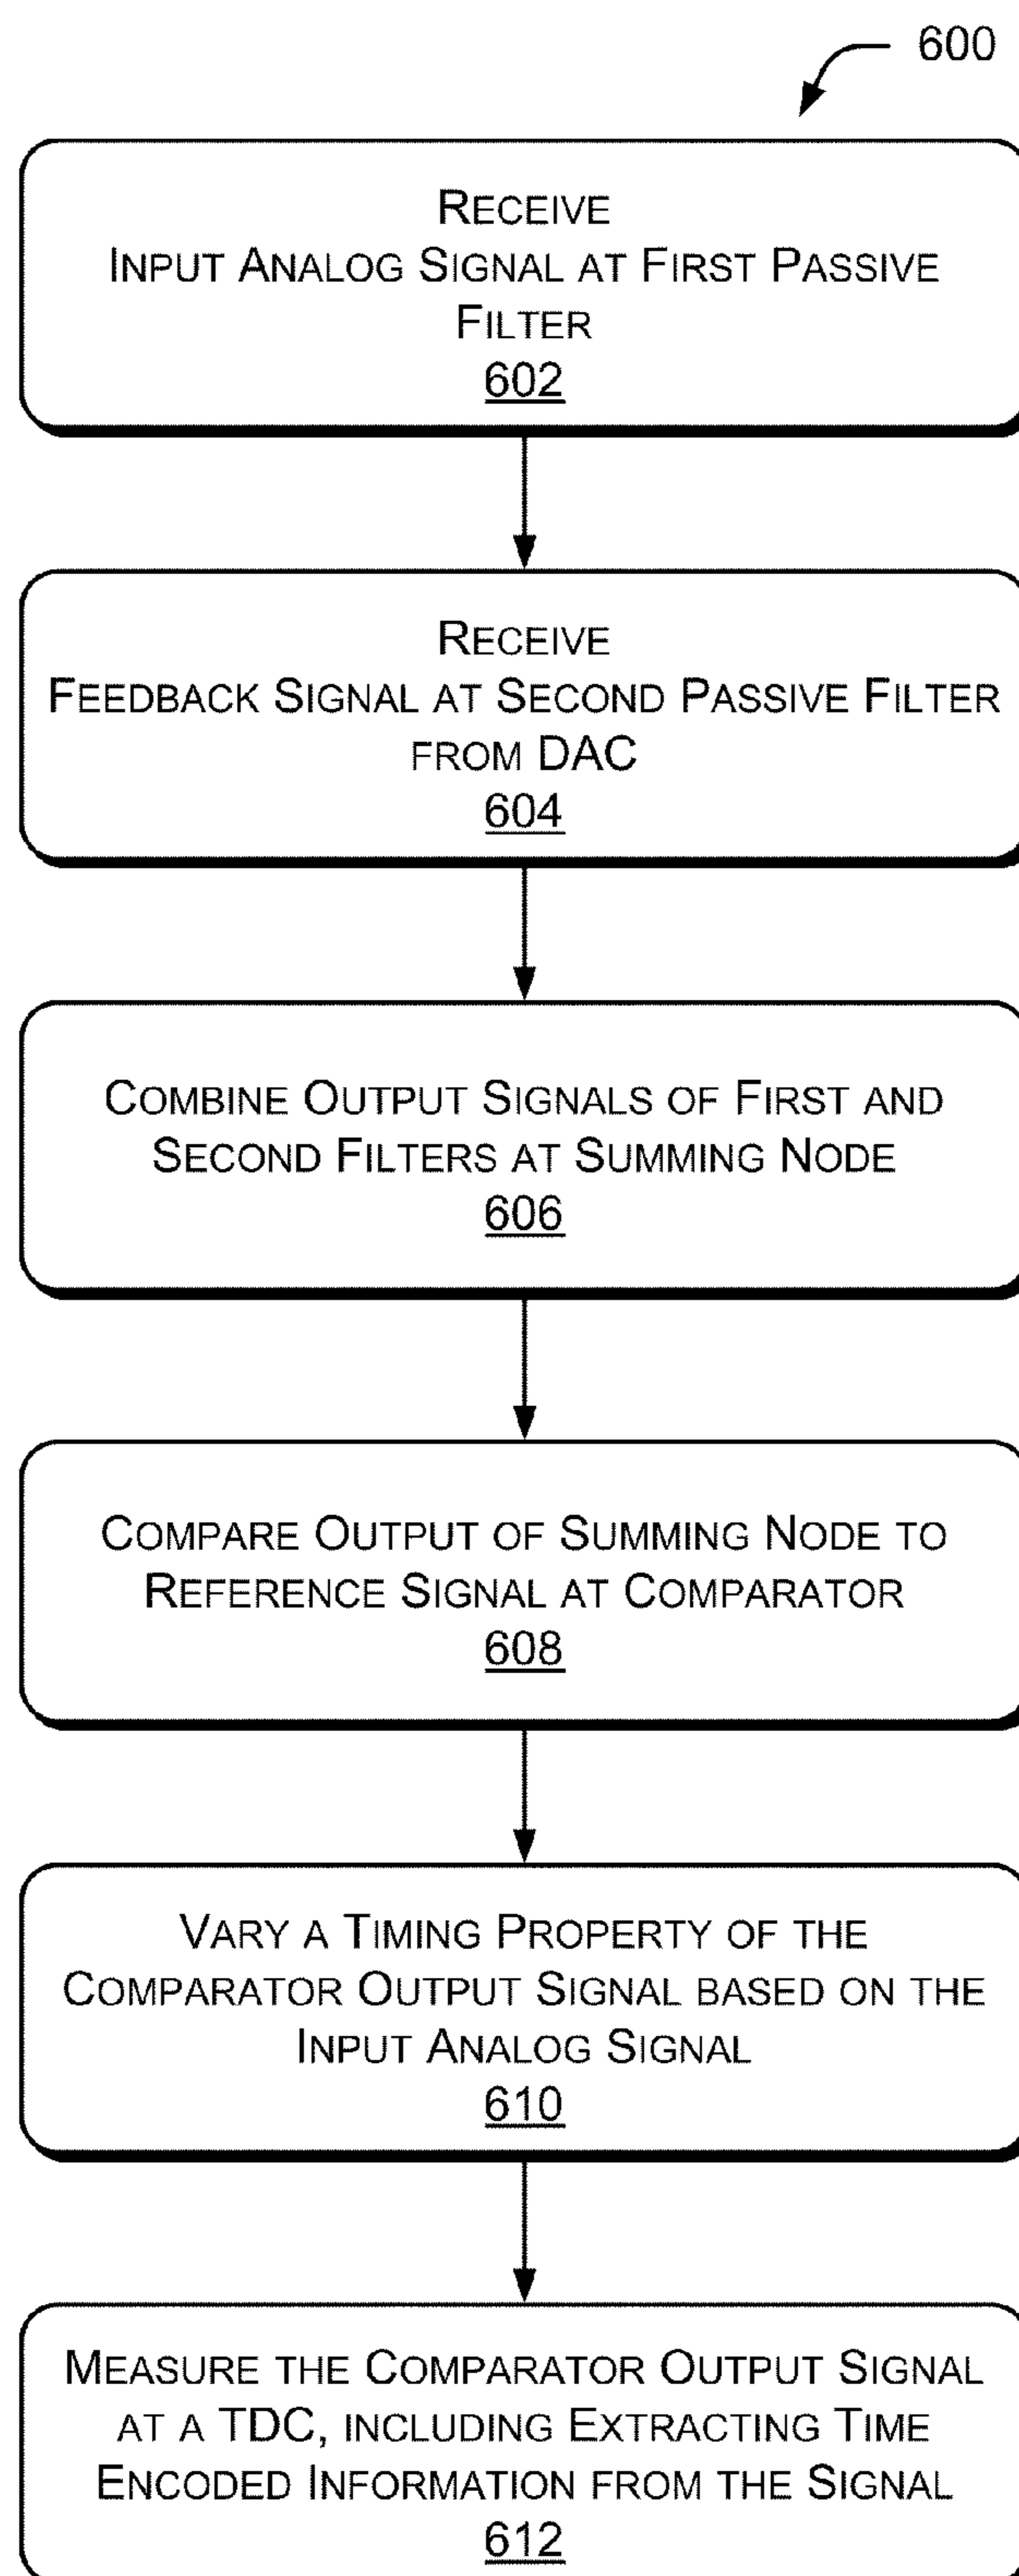 600
RECEIVE
INPUT ANALOG SIGNAL AT FIRST PASSIVE
FILTER
602
RECEIVE
FEEDBACK SIGNAL AT SECOND PASSIVE FILTER
FROM DAC
604
COMBINE OUTPUT SIGNALS OF FIRST AND
SECOND FILTERS AT SUMMING NODE
606
COMPARE OUTPUT OF SUMMING NODE TO
REFERENCE SIGNAL AT COMPARATOR
608
VARY A TIMING PROPERTY OF THE
COMPARATOR OUTPUT SIGNAL BASED ON THE
INPUT ANALOG SIGNAL
610
MEASURE THE COMPARATOR OUTPUT SIGNAL
AT A TDC, INCLUDING EXTRACTING TIME
ENCODED INFORMATION FROM THE SIGNAL
612